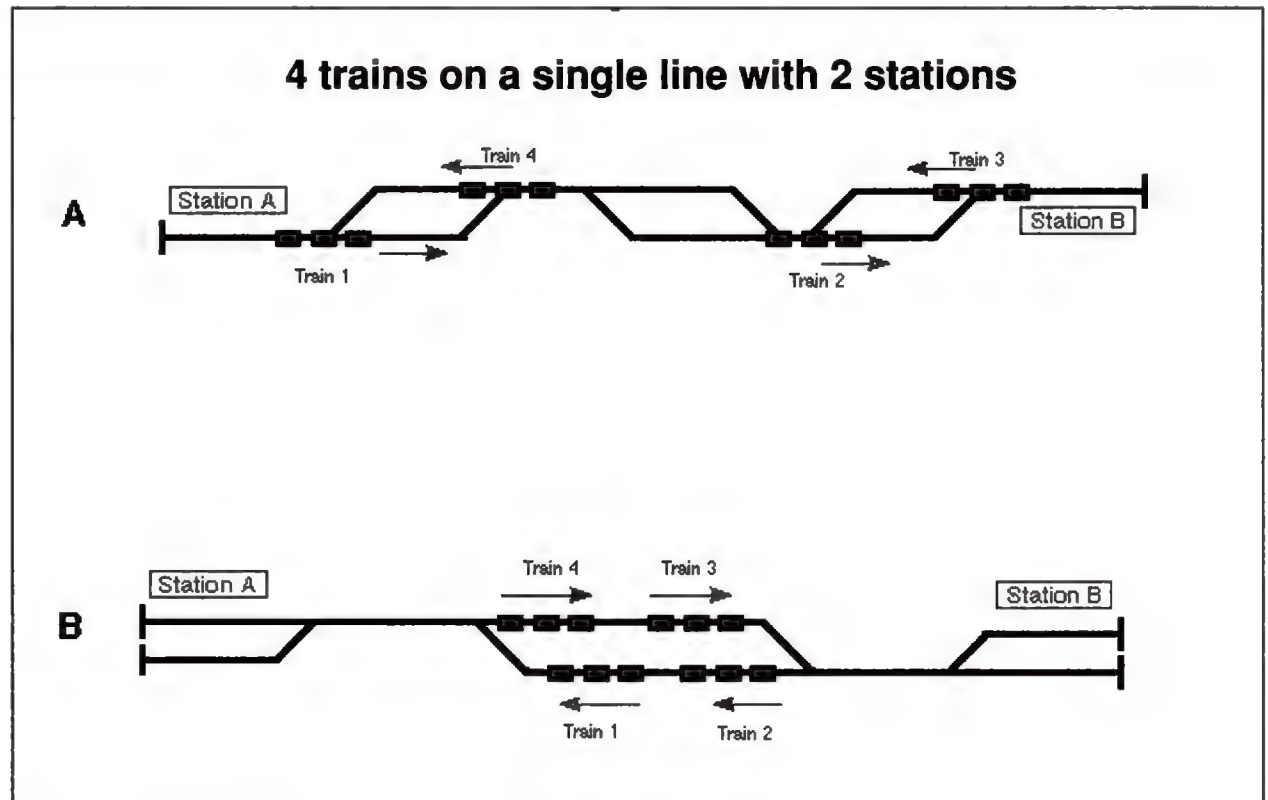 4 trains on a single line with 2 stations
Train 4
Train 3
A
Station A
Station B
Train 1
Train 2
Train 4
Train 3
Station A
Station B
B
Train 1
Train 2